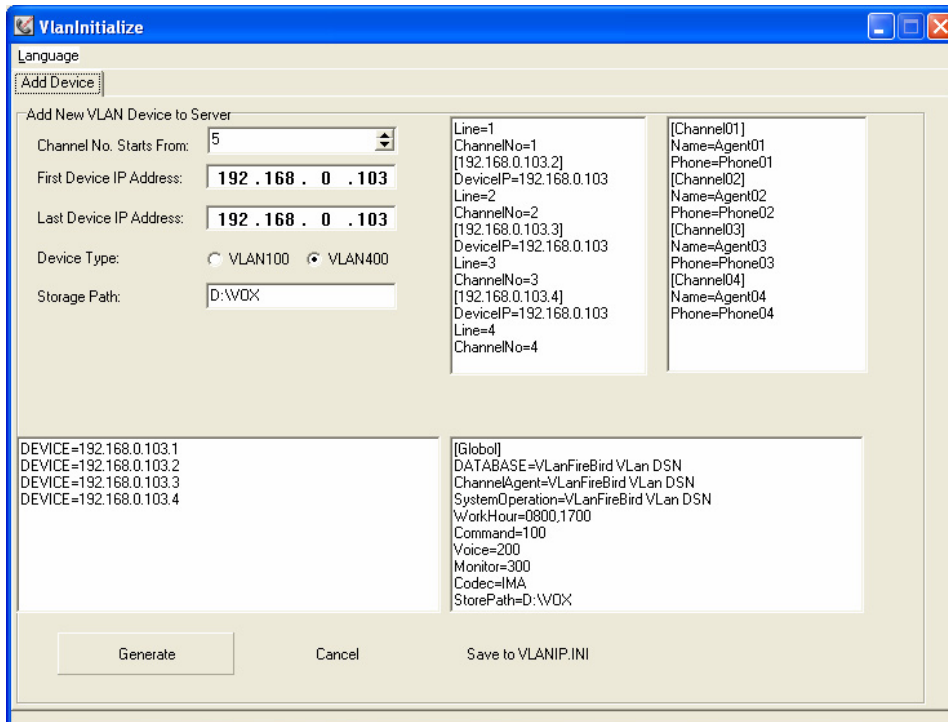 VlanInitialize
Language
Add Device
Add New VLAN Device to Server
Channel No. Starts From: 5
First Device IP Address: 192 . 168 . 0 . 103
Last Device IP Address: 192 . 168 . 0 . 103
Device Type: VLAN100 VLAN400
Storage Path: D:\VOX
Line=1
ChannelNo=1
[192.168.0.103.2]
DeviceIP=192.168.0.103
Line=2
ChannelNo=2
[192.168.0.103.3]
DeviceIP=192.168.0.103
Line=3
ChannelNo=3
[192.168.0.103.4]
DeviceIP=192.168.0.103
Line=4
ChannelNo=4
[Channel01]
Name=Agent01
Phone=Phone01
[Channel02]
Name=Agent02
Phone=Phone02
[Channel03]
Name=Agent03
Phone=Phone03
[Channel04]
Name=Agent04
Phone=Phone04
DEVICE=192.168.0.103.1
DEVICE=192.168.0.103.2
DEVICE=192.168.0.103.3
DEVICE=192.168.0.103.4
[Globol]
DATABASE=VLanFireBird VLan DSN
ChannelAgent=VLanFireBird VLan DSN
SystemOperation=VLanFireBird VLan DSN
WorkHour=0800,1700
Command=100
Voice=200
Monitor=300
Codec=IMA
StorePath=D:\VOX
Generate Cancel Save to VLANIP.INI